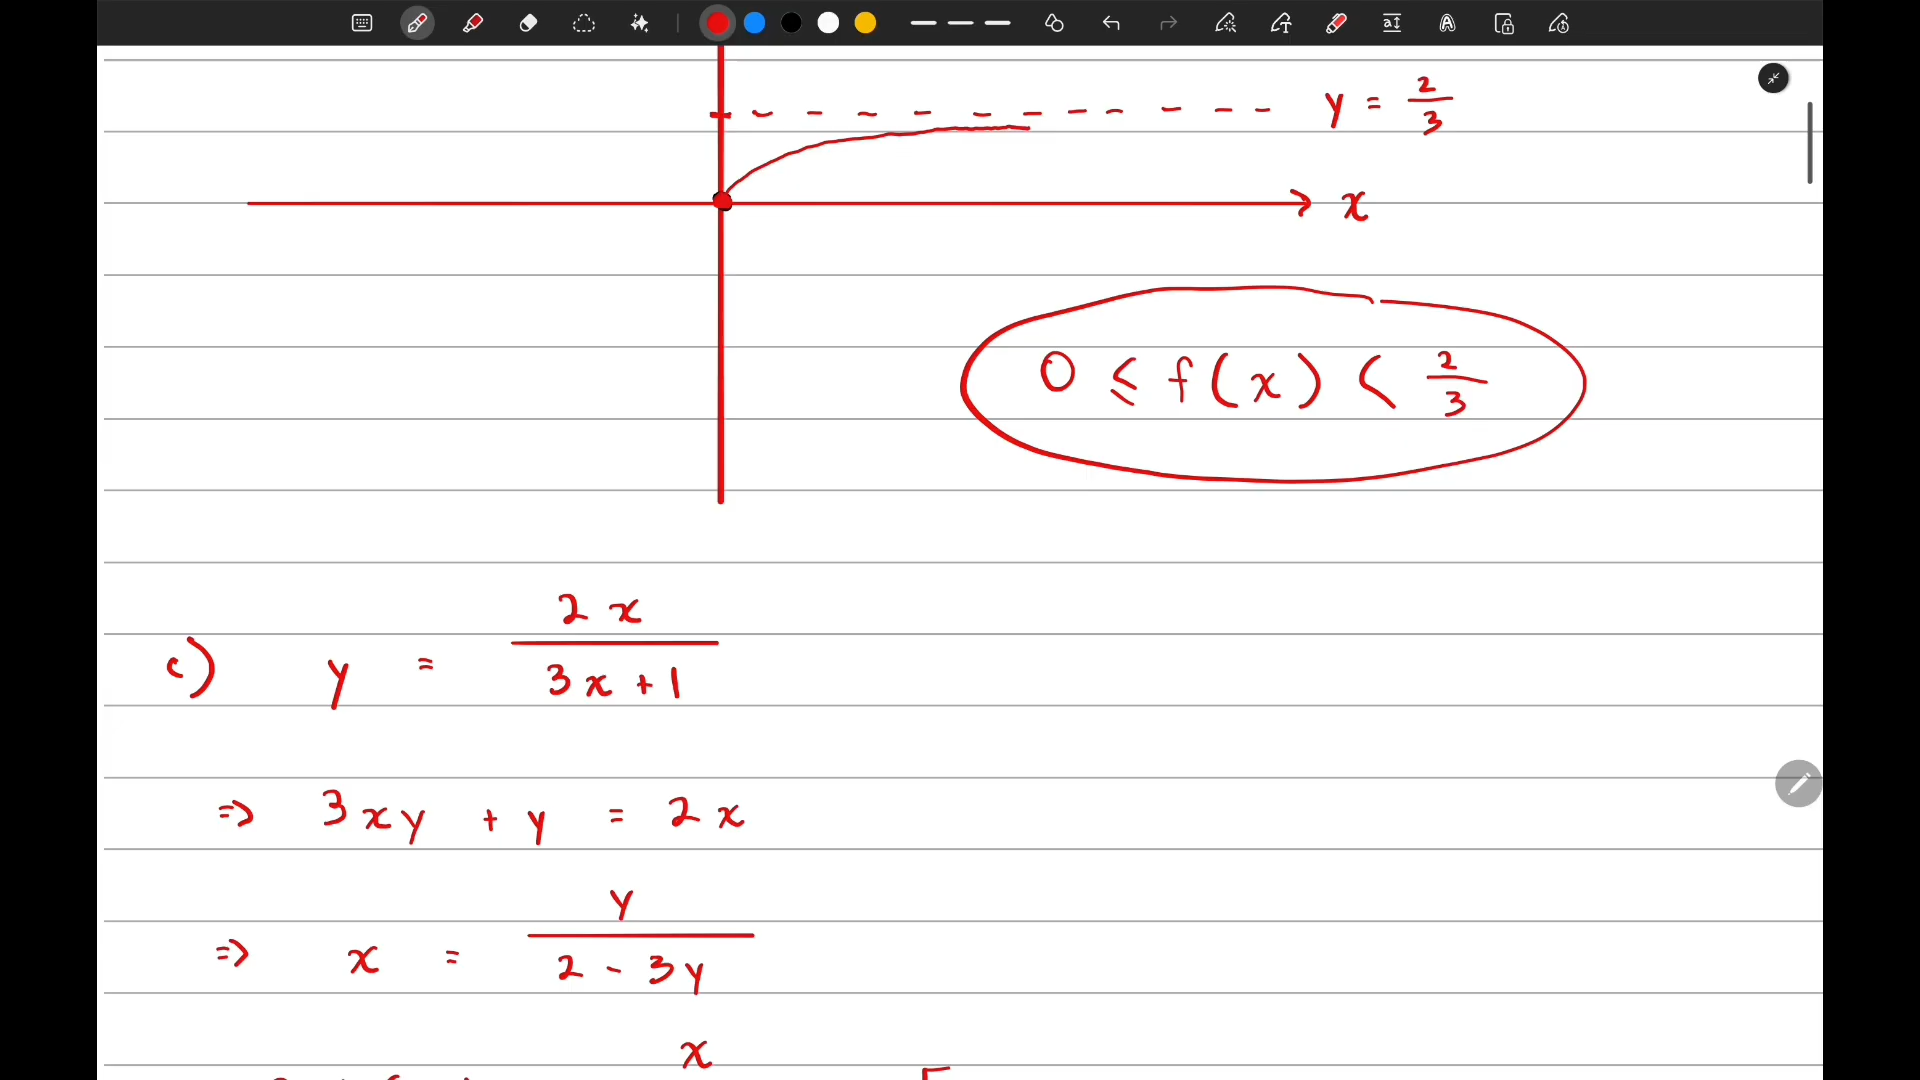 y = 2/3
x
0 ≤ f(x) < 2/3
c) y = 2x/(3x + 1)
⇒ 3xy + y = 2x
⇒ x = y/(2 - 3y)
x